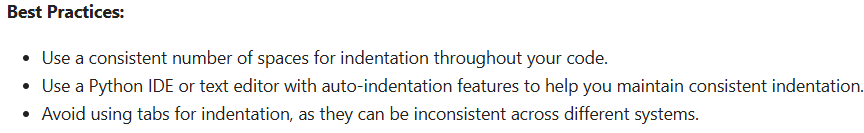 Best Practices:
• Use a consistent number of spaces for indentation throughout your code.
• Use a Python IDE or text editor with auto-indentation features to help you maintain consistent indentation.
• Avoid using tabs for indentation, as they can be inconsistent across different systems.